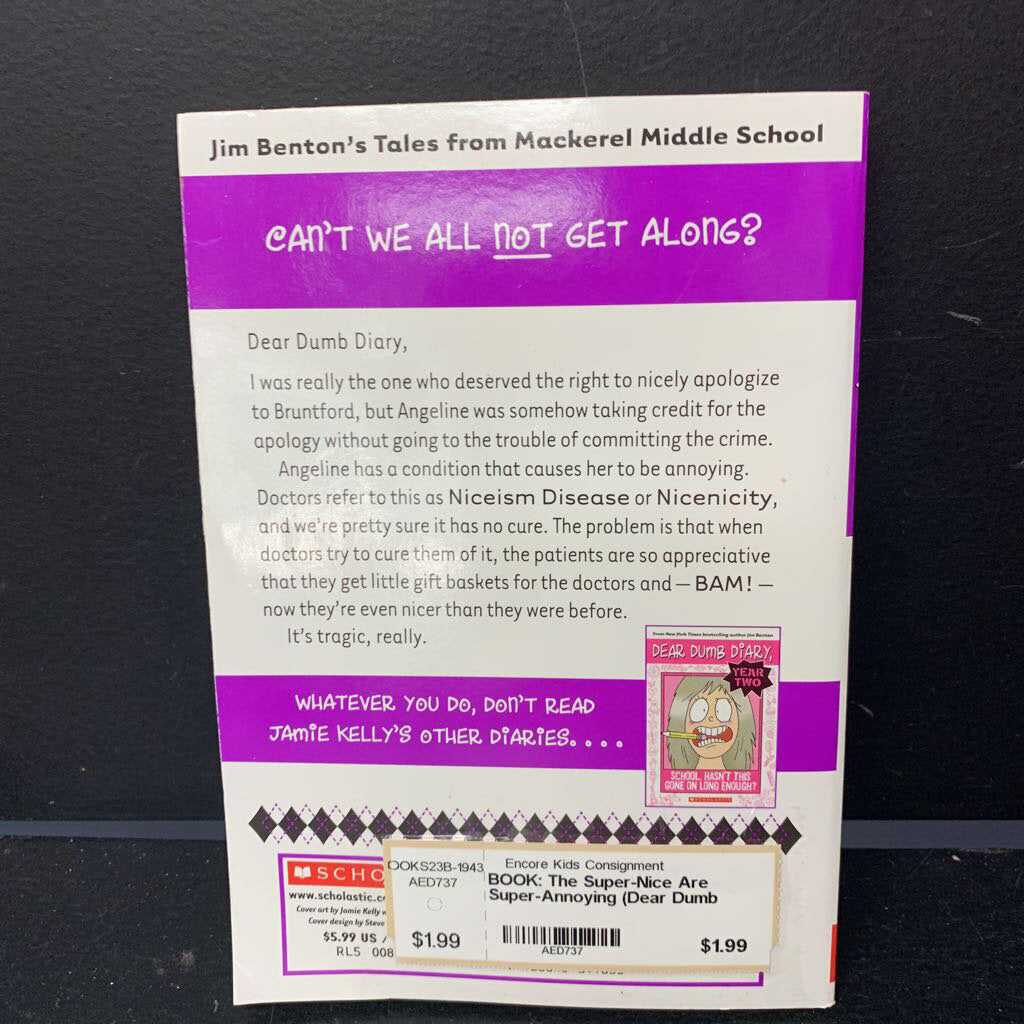 Jim Benton's Tales from Mackerel Middle School
CAN'T WE ALL NOT GET ALONG?
Dear Dumb Diary,
I was really the one who deserved the right to nicely apologize
to Bruntford, but Angeline was somehow taking credit for the
apology without going to the trouble of committing the crime.
Angeline has a condition that causes her to be annoying.
Doctors refer to this as Niceism Disease or Nicenicity,
and we're pretty sure it has no cure. The problem is that when
doctors try to cure them of it, the patients are so appreciative
that they get little gift baskets for the doctors and — BAM! —
now they're even nicer than they were before.
It's tragic, really.
From New York Times bestselling author Jim Benton
DEAR DUMB DIARY,
YEAR
TWO
SCHOOL. HASN'T THIS
GONE ON LONG ENOUGH?
SCHOLASTIC
WHATEVER YOU DO, DON'T READ
JAMIE KELLY'S OTHER DIARIES. . . .
SCHO
www.scholastic.c
Cover art by Jamie Kelly
Cover design by Steve
$5.99 US /
RL5 008
OOKS23B-1943
AED737
$1.99
Encore Kids Consignment
BOOK: The Super-Nice Are
Super-Annoying (Dear Dumb
AED737
$1.99